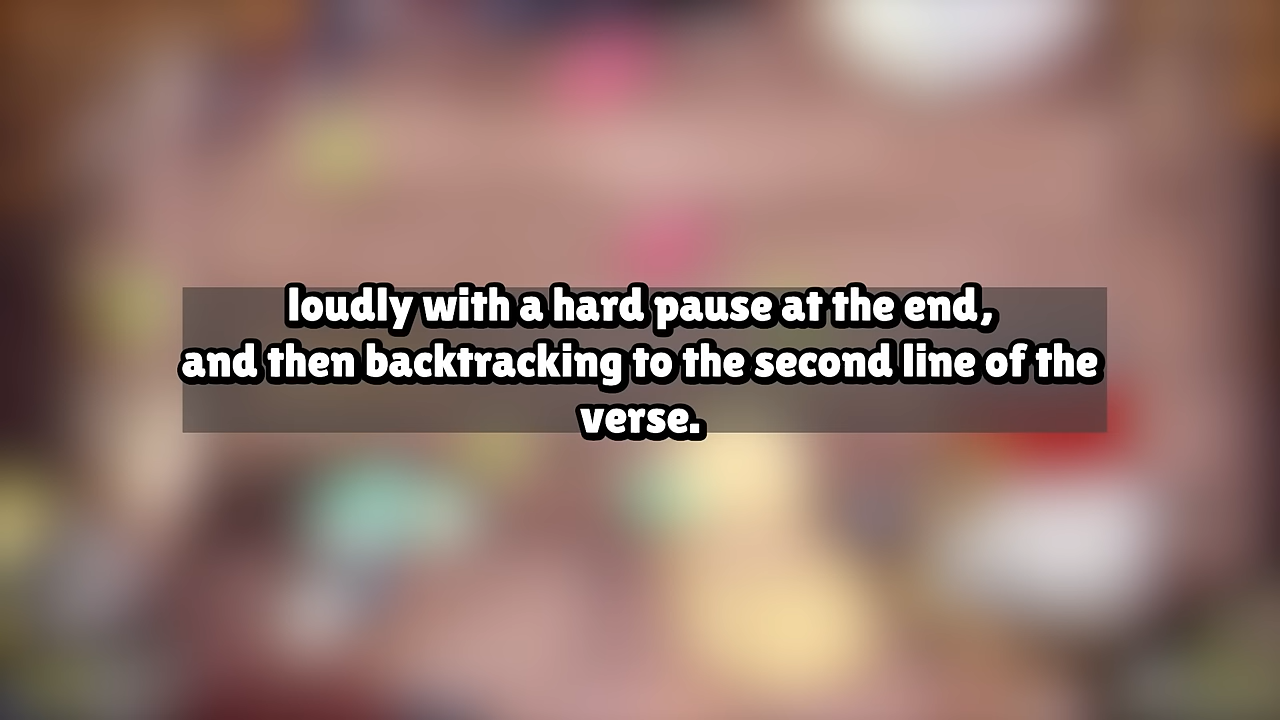 loudly with a hard pause at the end,
and then backtracking to the second line of the
verse.